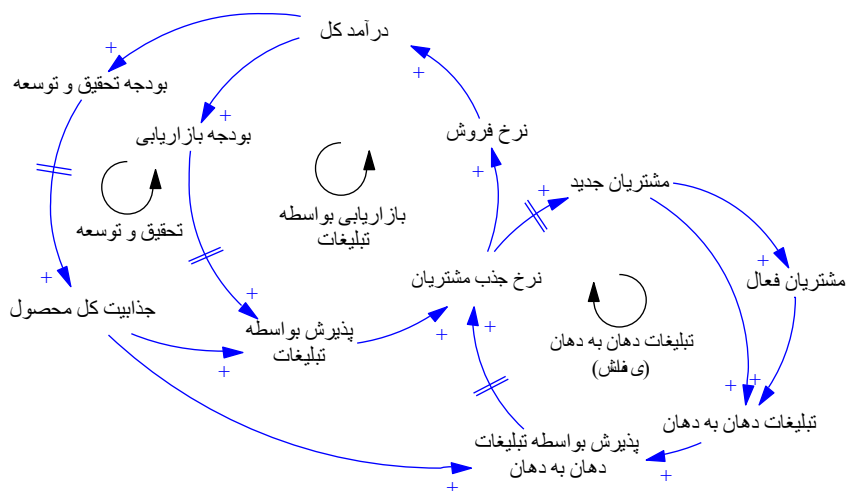 درآمد کل
بودجه تحقیق و توسعه
بودجه بازاریابی
نرخ فروش
مشتریان جدید
بازاریابی بواسطه
تبلیغات
تحقیق و توسعه
نرخ جذب مشتریان
مشتریان فعال
جذابیت کل محصول
پذیرش بواسطه
تبلیغات
تبلیغات دهان به دهان
(ی فلش)
تبلیغات دهان به دهان
پذیرش بواسطه تبلیغات
دهان به دهان